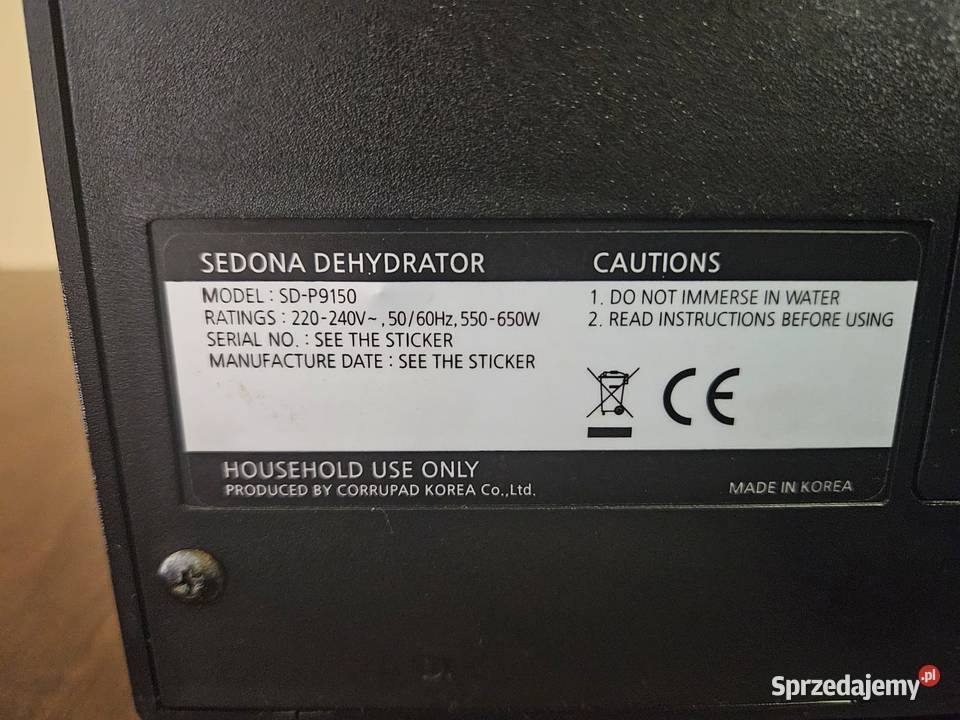 SEDONA DEHYDRATOR
MODEL : SD-P9150
RATINGS : 220-240V~, 50/60Hz, 550-650W
SERIAL NO. : SEE THE STICKER
MANUFACTURE DATE : SEE THE STICKER
CAUTIONS
1. DO NOT IMMERSE IN WATER
2. READ INSTRUCTIONS BEFORE USING
CE
HOUSEHOLD USE ONLY
PRODUCED BY CORRUPAD KOREA Co.,Ltd.
MADE IN KOREA
Sprzedajemy.pl